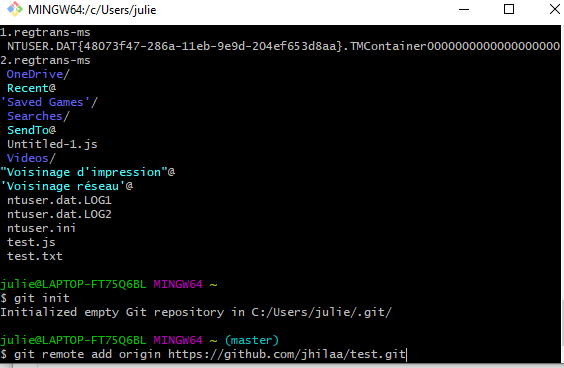 MINGW64:/c/Users/julie
1.regtrans-ms
NTUSER.DAT{48073f47-286a-11eb-9e9d-204ef653d8aa}.TMContainer00000000000000000000
2.regtrans-ms
OneDrive/
Recent@
'Saved Games'/
Searches/
SendTo@
Untitled-1.js
Videos/
"Voisinage d'impression"@
'Voisinage réseau'@
ntuser.dat.LOG1
ntuser.dat.LOG2
ntuser.ini
test.js
test.txt
julie@LAPTOP-FT75Q6BL MINGW64 ~
$ git init
Initialized empty Git repository in C:/Users/julie/.git/
julie@LAPTOP-FT75Q6BL MINGW64 ~ (master)
$ git remote add origin https://github.com/jhilaa/test.git